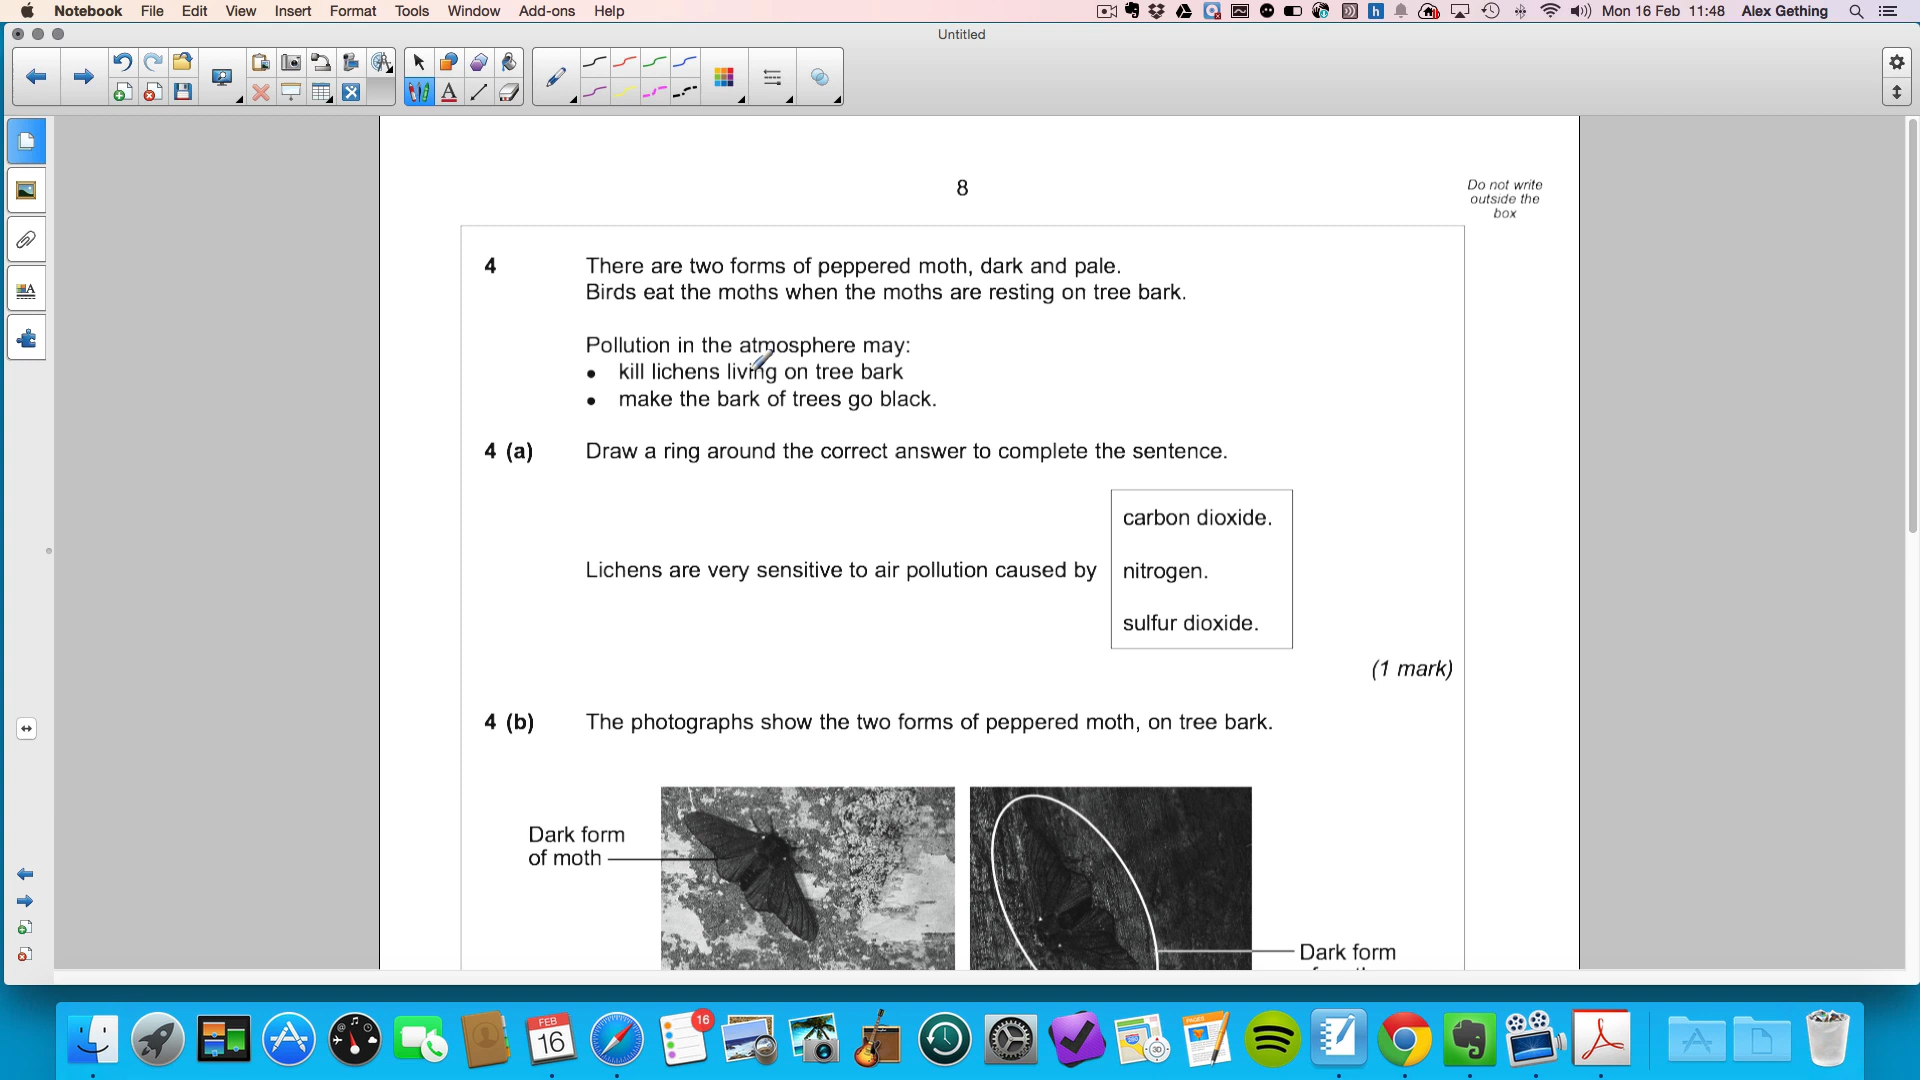 Notebook File Edit View Insert Format Tools Window Add-ons Help
Mon 16 Feb 11:48 Alex Gething
Untitled
8
Do not write
outside the
box
4 There are two forms of peppered moth, dark and pale.
Birds eat the moths when the moths are resting on tree bark.
Pollution in the atmosphere may:
• kill lichens living on tree bark
• make the bark of trees go black.
4 (a) Draw a ring around the correct answer to complete the sentence.
carbon dioxide.
Lichens are very sensitive to air pollution caused by nitrogen.
sulfur dioxide.
(1 mark)
4 (b) The photographs show the two forms of peppered moth, on tree bark.
Dark form
of moth
Dark form
FEB
16
16
PAGES
3D